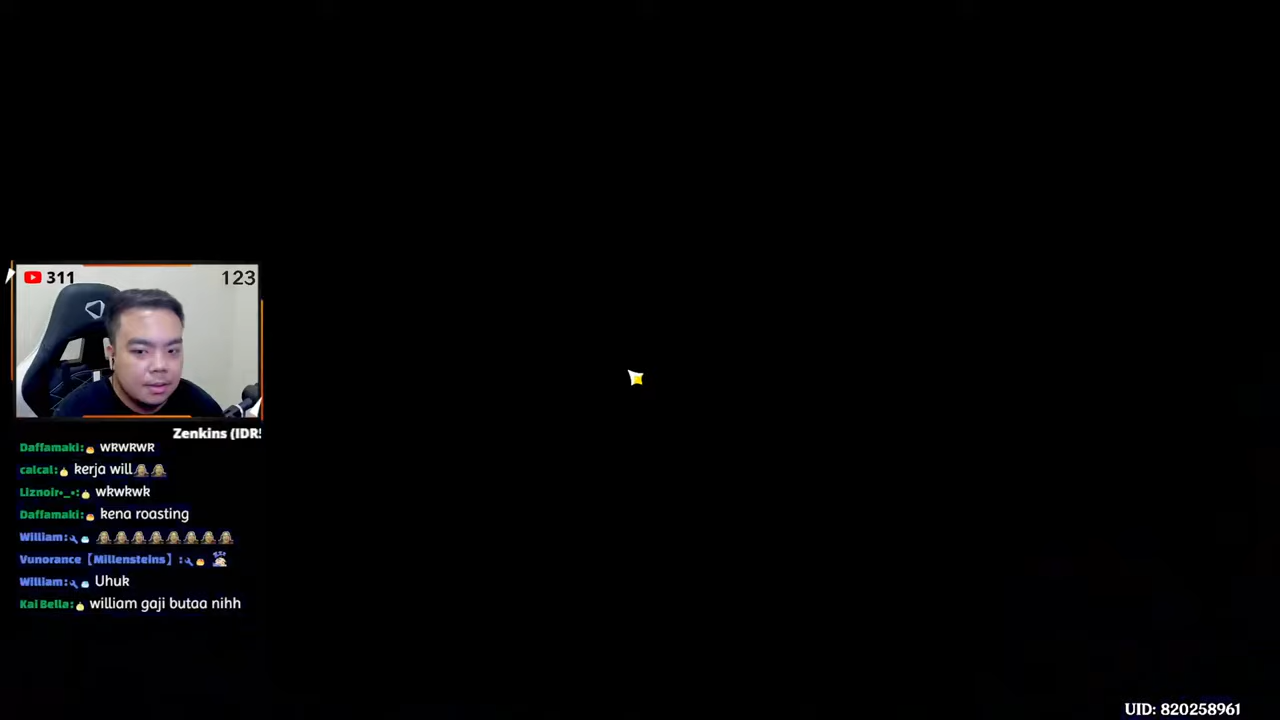 311
123
Zenkins (IDR
Daffamaki: wRwRwR
calcal: kerja will
Liznoir•_•: wkwkwk
Daffamaki: kena roasting
William:
Vunorance【Millensteins】:
William: Uhuk
Kai Bella: william gaji butaa nihh
UID: 820258961